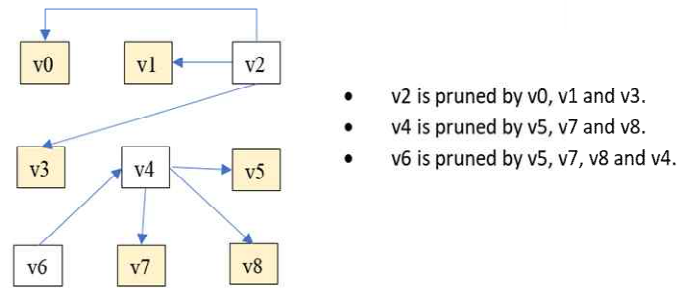 v0 v1 v2
v3 v4 v5
v6 v7 v8
• v2 is pruned by v0, v1 and v3.
• v4 is pruned by v5, v7 and v8.
• v6 is pruned by v5, v7, v8 and v4.